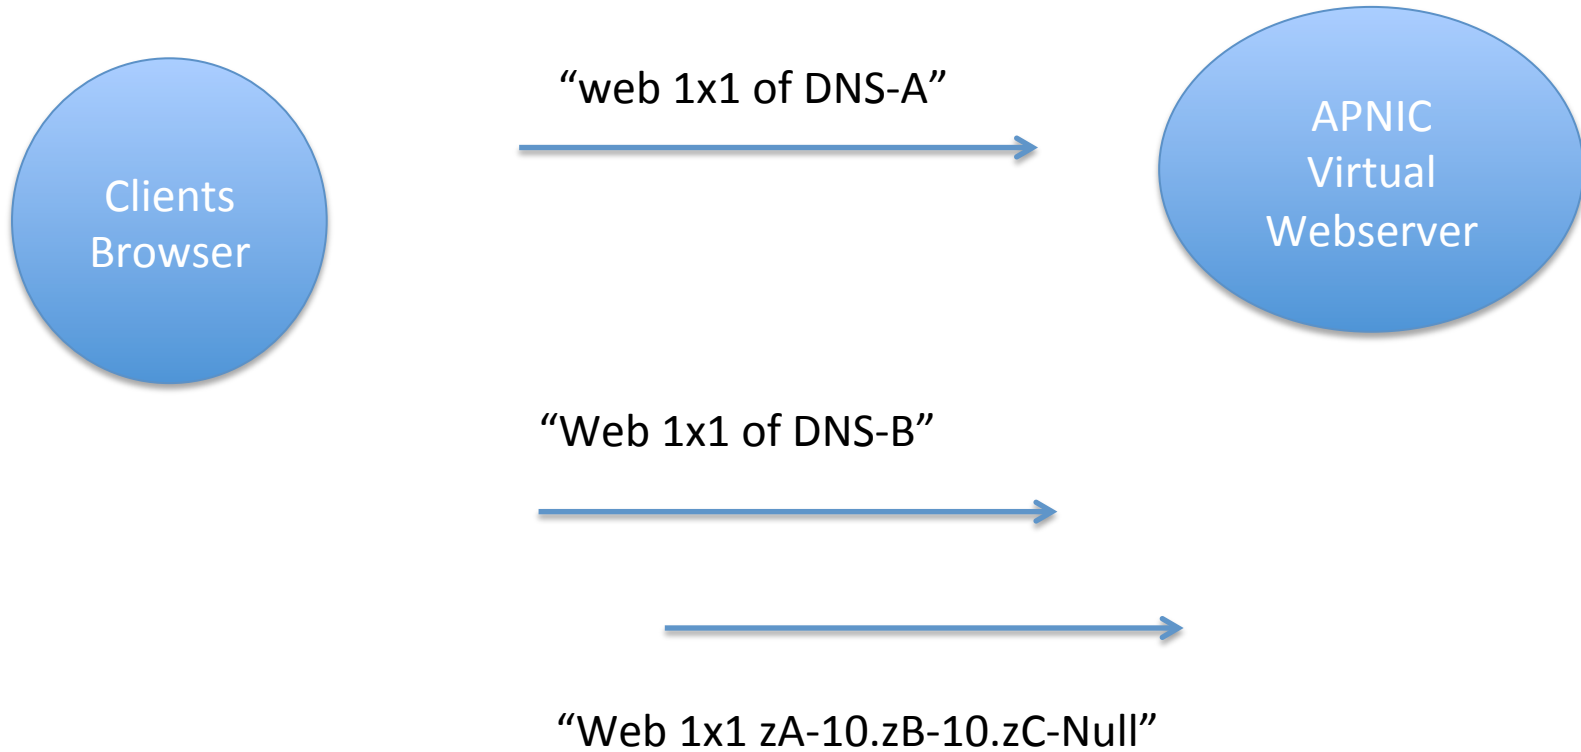 “web 1x1 of DNS-A”
APNIC
Virtual
Webserver
Clients
Browser
“Web 1x1 of DNS-B”
“Web 1x1 zA-10.zB-10.zC-Null”